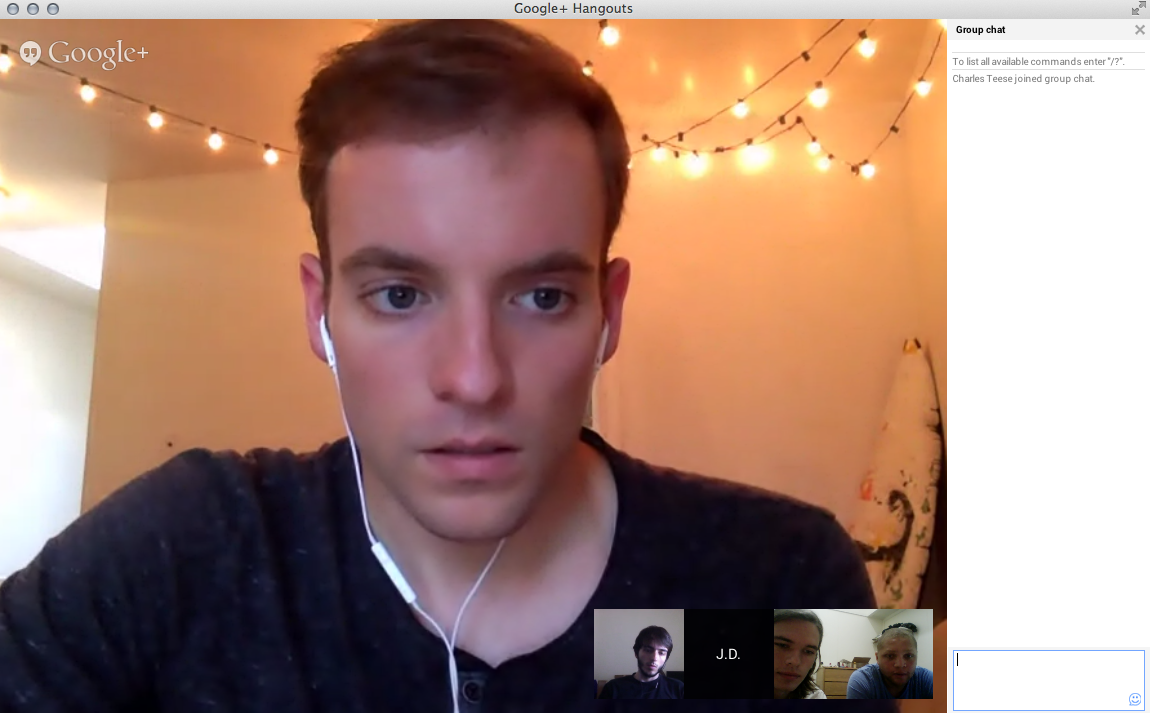 Google+ Hangouts
Google+
Group chat
To list all available commands enter "/?".
Charles Teese joined group chat.
J.D.